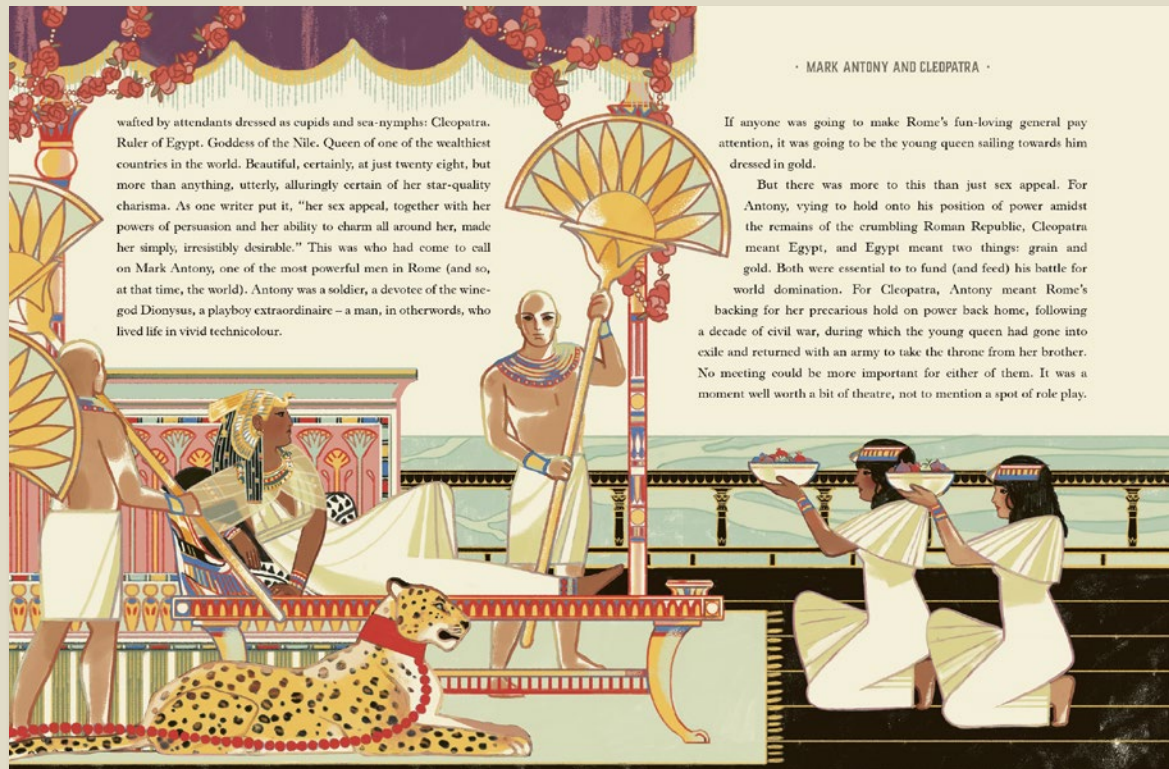 wafted by attendants dressed as cupids and sea-nymphs: Cleopatra.
Ruler of Egypt. Goddess of the Nile. Queen of one of the wealthiest
countries in the world. Beautiful, certainly, at just twenty eight, but
more than anything, utterly, alluringly certain of her star-quality
charisma. As one writer put it, “her sex appeal, together with her
powers of persuasion and her ability to charm all around her, made
her simply, irresistibly desirable.” This was who had come to call
on Mark Antony, one of the most powerful men in Rome (and so,
at that time, the world). Antony was a soldier, a devotee of the wine-
god Dionysus, a playboy extraordinaire – a man, in otherwords, who
lived life in vivid technicolour.
· MARK ANTONY AND CLEOPATRA ·
If anyone was going to make Rome’s fun-loving general pay
attention, it was going to be the young queen sailing towards him
dressed in gold.
But there was more to this than just sex appeal. For
Antony, vying to hold onto his position of power amidst
the remains of the crumbling Roman Republic, Cleopatra
meant Egypt, and Egypt meant two things: grain and
gold. Both were essential to to fund (and feed) his battle for
world domination. For Cleopatra, Antony meant Rome’s
backing for her precarious hold on power back home, following
a decade of civil war, during which the young queen had gone into
exile and returned with an army to take the throne from her brother.
No meeting could be more important for either of them. It was a
moment well worth a bit of theatre, not to mention a spot of role play.